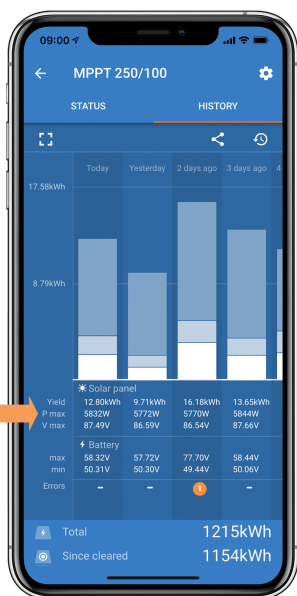 09:00
MPPT 250/100
STATUS HISTORY
Today Yesterday 2 days ago 3 days ago 4
17.58kWh
8.79kWh
Solar panel
Yield 12.80kWh 9.71kWh 16.18kWh 13.65kWh
P max 5832W 5772W 5770W 5844W
V max 87.49V 86.59V 86.54V 87.66V
Battery
max 58.32V 57.72V 77.70V 58.44V
min 50.31V 50.30V 49.44V 50.06V
Errors – – 1 –
Total 1215kWh
Since cleared 1154kWh